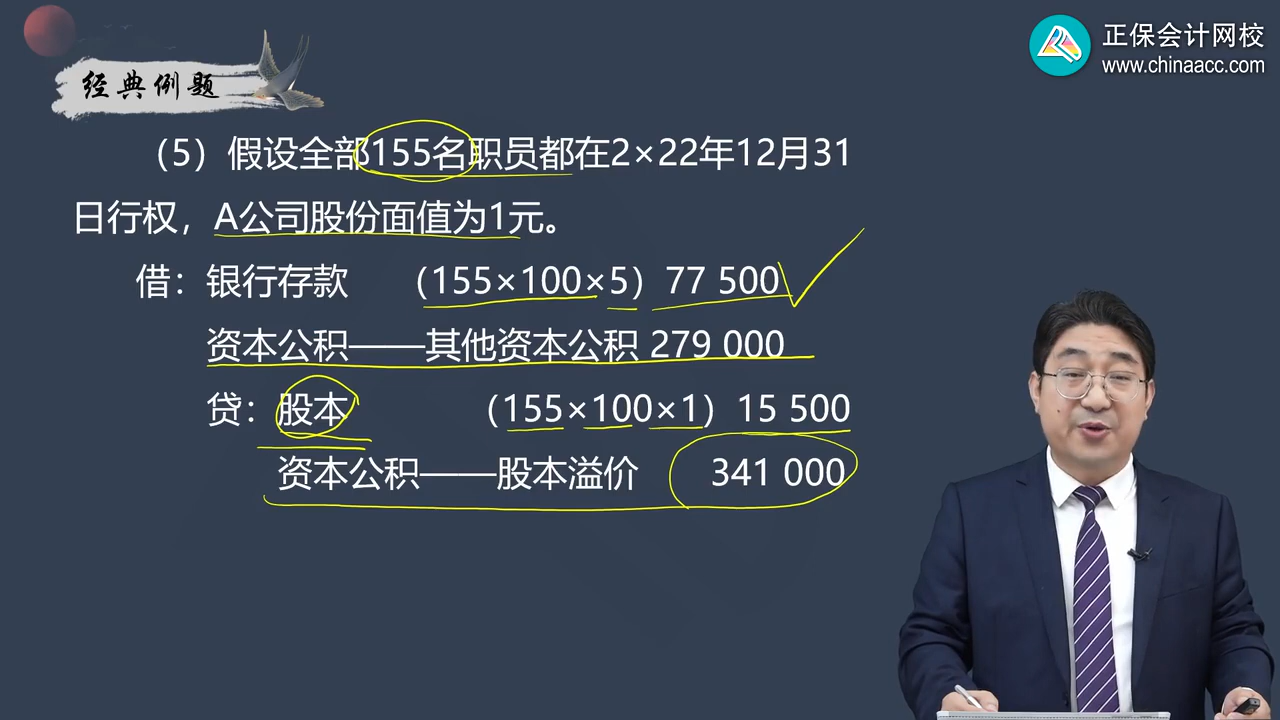 正保会计网校
www.chinaacc.com
经典例题
（5）假设全部155名职员都在2×22年12月31
日行权，A公司股份面值为1元。
借：银行存款 （155×100×5）77 500
资本公积——其他资本公积 279 000
贷：股本 （155×100×1）15 500
资本公积——股本溢价 341 000